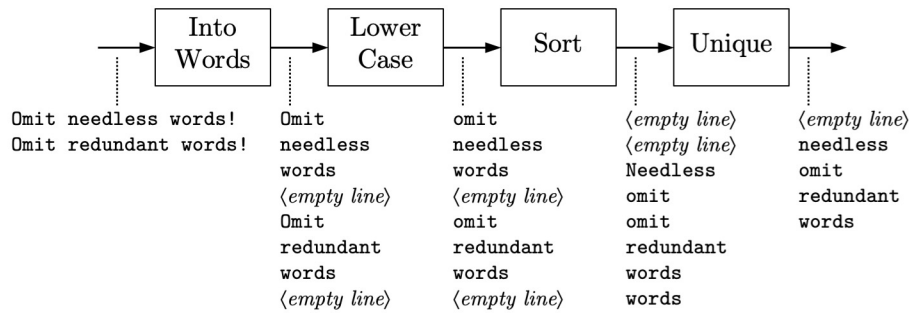 Into
Words
Lower
Case
Sort
Unique
Omit needless words!
Omit redundant words!
Omit
needless
words
⟨empty line⟩
Omit
redundant
words
⟨empty line⟩
omit
needless
words
⟨empty line⟩
omit
redundant
words
⟨empty line⟩
⟨empty line⟩
⟨empty line⟩
Needless
omit
omit
redundant
words
words
⟨empty line⟩
needless
omit
redundant
words